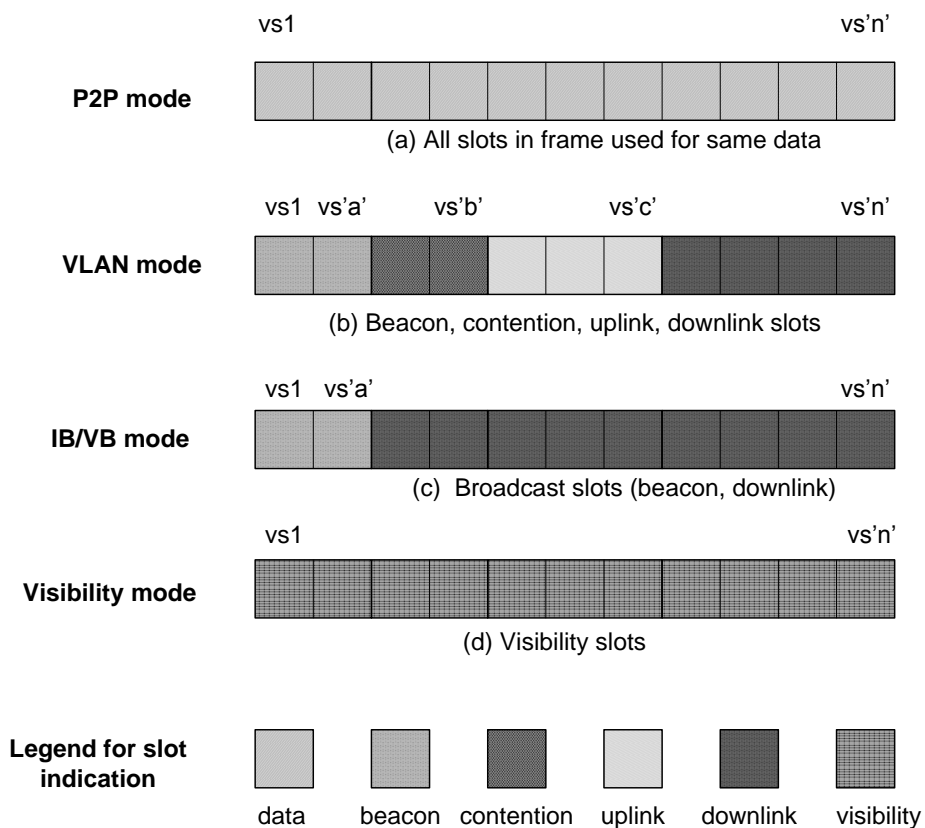 vs1 vs'n'
P2P mode
(a) All slots in frame used for same data
vs1 vs'a' vs'b' vs'c' vs'n'
VLAN mode
(b) Beacon, contention, uplink, downlink slots
vs1 vs'a' vs'n'
IB/VB mode
(c) Broadcast slots (beacon, downlink)
vs1 vs'n'
Visibility mode
(d) Visibility slots
Legend for slot
indication
data beacon contention uplink downlink visibility